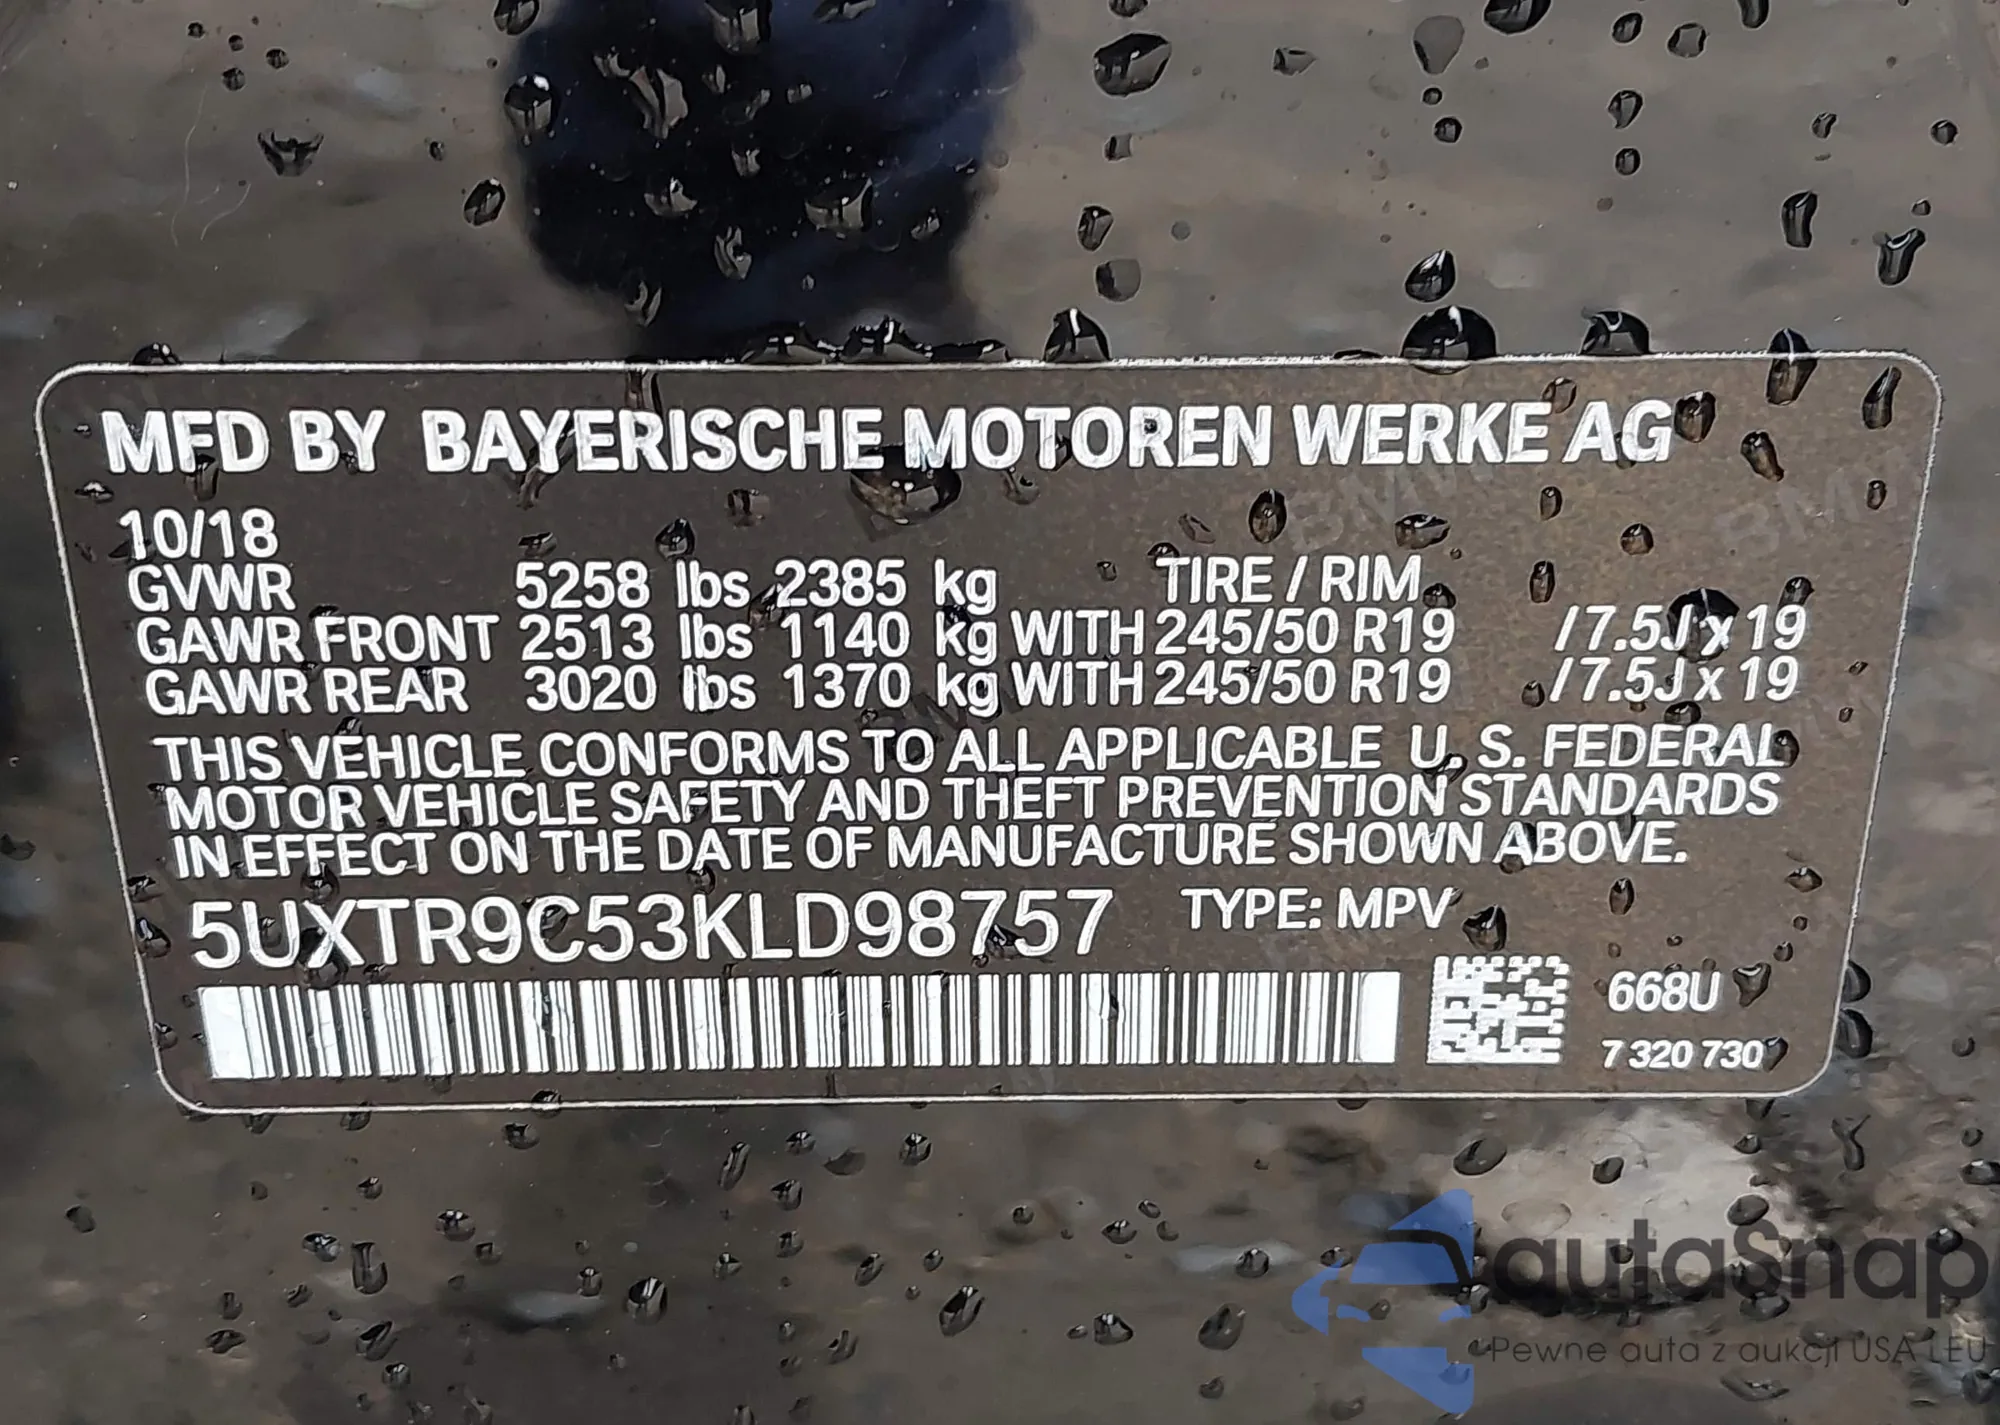 MFD BY BAYERISCHE MOTOREN WERKE AG
10/18
GVWR 5258 lbs 2385 kg TIRE / RIM
GAWR FRONT 2513 lbs 1140 kg WITH 245/50 R19 /7.5J x 19
GAWR REAR 3020 lbs 1370 kg WITH 245/50 R19 /7.5J x 19
THIS VEHICLE CONFORMS TO ALL APPLICABLE U. S. FEDERAL
MOTOR VEHICLE SAFETY AND THEFT PREVENTION STANDARDS
IN EFFECT ON THE DATE OF MANUFACTURE SHOWN ABOVE.
5UXTR9C53KLD98757 TYPE: MPV
668U
7 320 730
autaSnap
Pewne auta z aukcji USA i EU